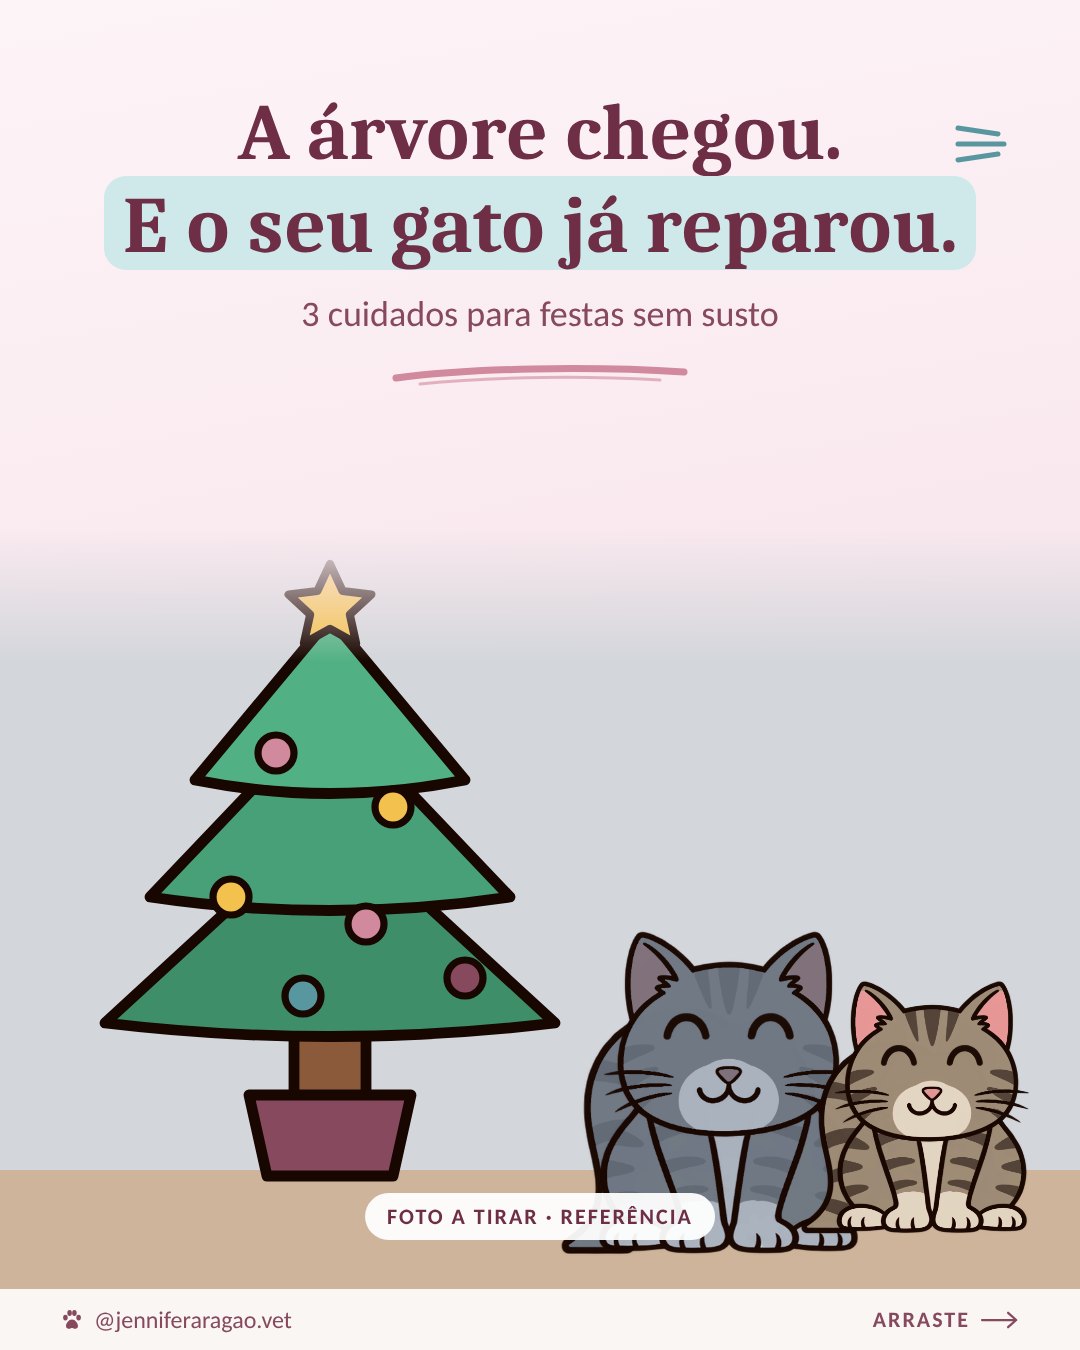 A árvore chegou.
E o seu gato já reparou.
3 cuidados para festas sem susto
FOTO A TIRAR · REFERÊNCIA
@jenniferaragao.vet
ARRASTE